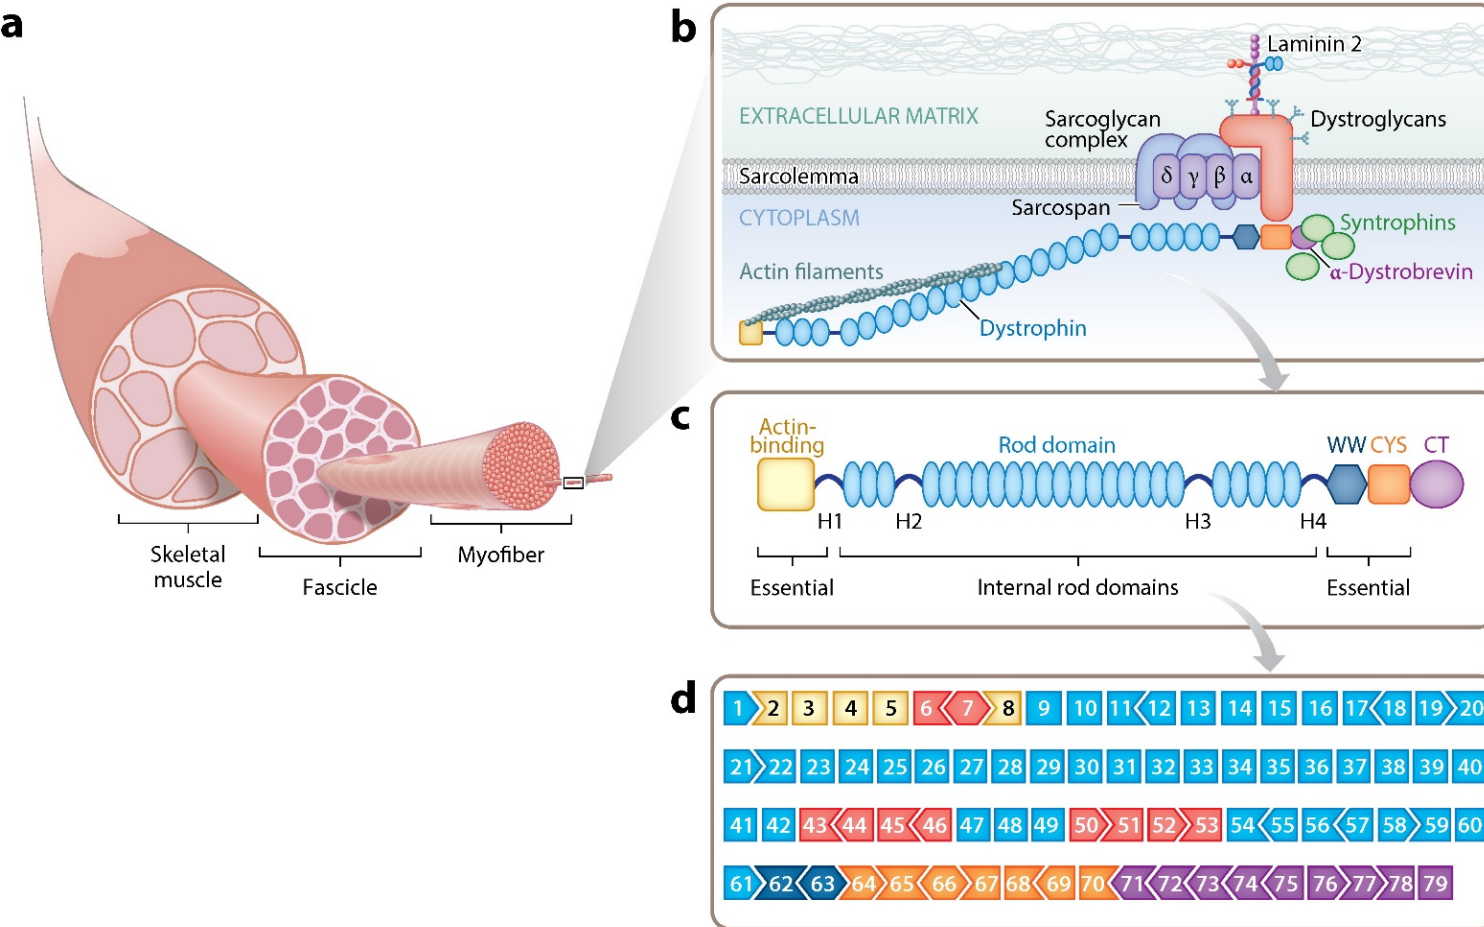 a
Skeletal
muscle
Fascicle
Myofiber
b
Laminin 2
EXTRACELLULAR MATRIX
Sarcoglycan
complex
Dystroglycans
Sarcolemma
δ γ β α
Sarcospan
CYTOPLASM
Syntrophins
Actin filaments
α-Dystrobrevin
Dystrophin
c
Actin-
binding
Rod domain
WW CYS CT
H1 H2 H3 H4
Essential
Internal rod domains
Essential
d
1 2 3 4 5 6 7 8 9 10 11 12 13 14 15 16 17 18 19 20
21 22 23 24 25 26 27 28 29 30 31 32 33 34 35 36 37 38 39 40
41 42 43 44 45 46 47 48 49 50 51 52 53 54 55 56 57 58 59 60
61 62 63 64 65 66 67 68 69 70 71 72 73 74 75 76 77 78 79